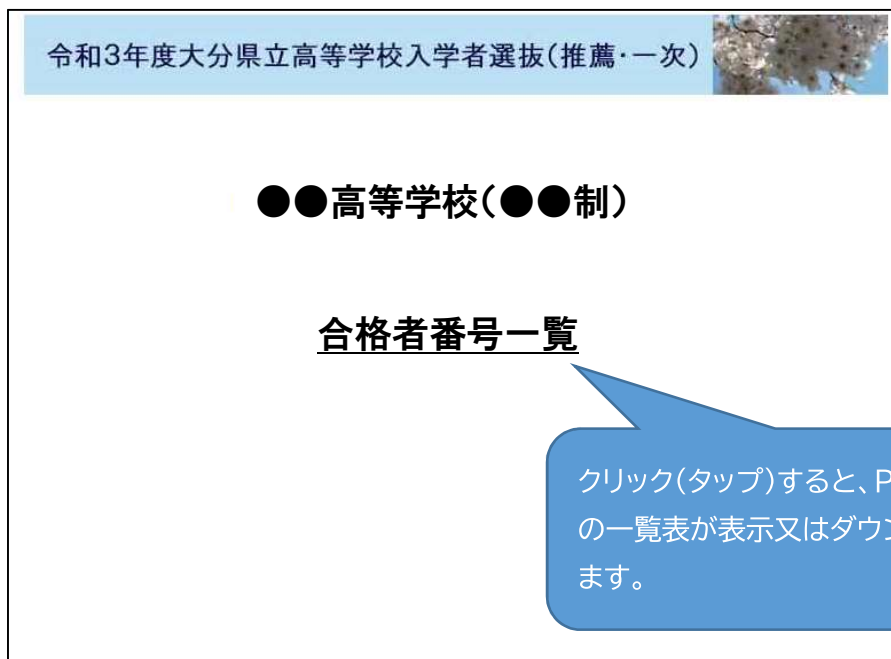 令和3年度大分県立高等学校入学者選抜(推薦・一次)
●●高等学校(●●制)
合格者番号一覧
クリック(タップ)すると、P
の一覧表が表示又はダウン
ます。